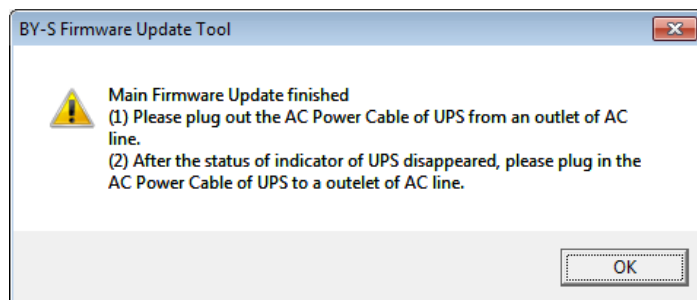 BY-S Firmware Update Tool
Main Firmware Update finished
(1) Please plug out the AC Power Cable of UPS from an outlet of AC
line.
(2) After the status of indicator of UPS disappeared, please plug in the
AC Power Cable of UPS to a outelet of AC line.
OK